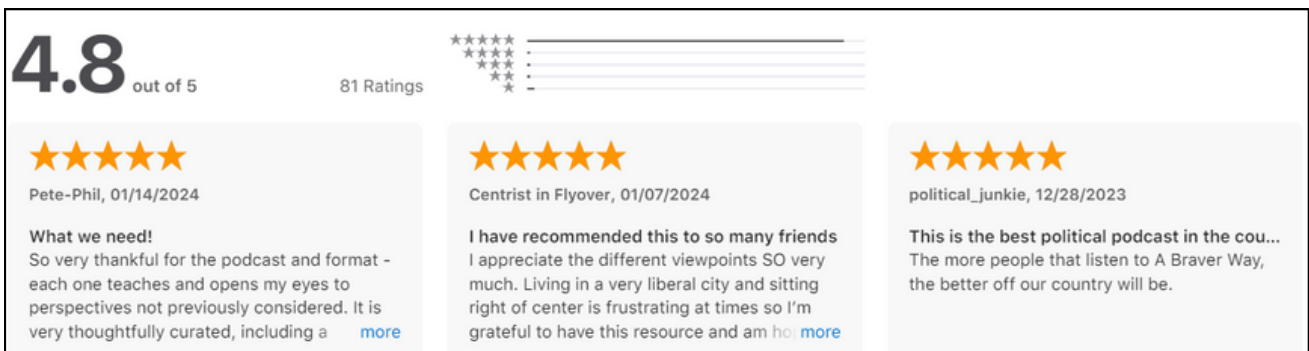 4.8 out of 5
81 Ratings
Pete-Phil, 01/14/2024
What we need!
So very thankful for the podcast and format -
each one teaches and opens my eyes to
perspectives not previously considered. It is
very thoughtfully curated, including a more
Centrist in Flyover, 01/07/2024
I have recommended this to so many friends
I appreciate the different viewpoints SO very
much. Living in a very liberal city and sitting
right of center is frustrating at times so I'm
grateful to have this resource and am more
political_junkie, 12/28/2023
This is the best political podcast in the cou...
The more people that listen to A Braver Way,
the better off our country will be.